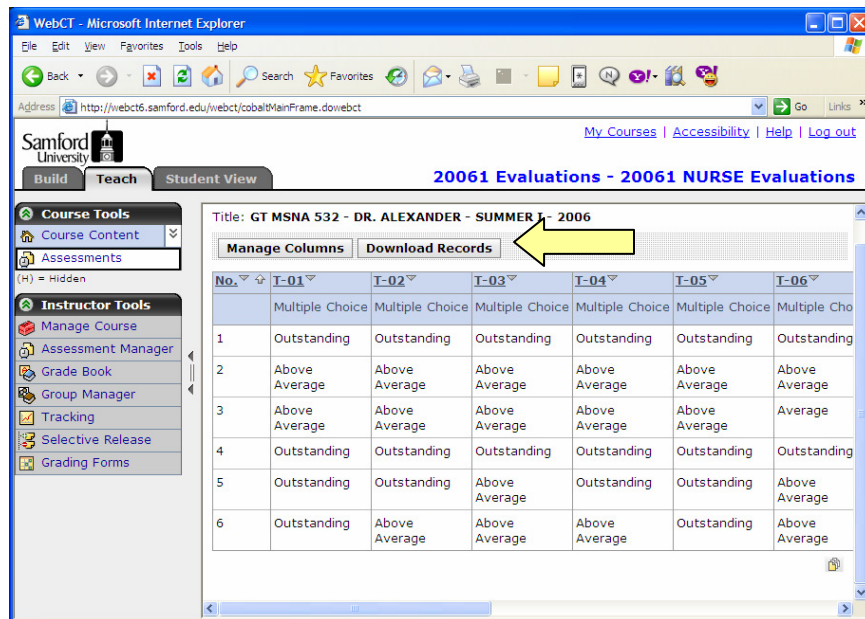 WebCT - Microsoft Internet Explorer
File Edit View Favorites Tools Help
Back Search Favorites
Address http://webct6.samford.edu/webct/cobaltMainFrame.dowebct Go Links »
Samford
University
My Courses | Accessibility | Help | Log out
Build Teach Student View 20061 Evaluations - 20061 NURSE Evaluations
Course Tools
Course Content
Assessments
(H) = Hidden
Instructor Tools
Manage Course
Assessment Manager
Grade Book
Group Manager
Tracking
Selective Release
Grading Forms
Title: GT MSNA 532 - DR. ALEXANDER - SUMMER I - 2006
Manage Columns Download Records
No. T-01 T-02 T-03 T-04 T-05 T-06
Multiple Choice Multiple Choice Multiple Choice Multiple Choice Multiple Choice Multiple Cho
1 Outstanding Outstanding Outstanding Outstanding Outstanding Outstanding
2 Above Above Above Above Above Above
Average Average Average Average Average Average
3 Above Above Above Above Above Average
Average Average Average Average Average
4 Outstanding Outstanding Outstanding Outstanding Outstanding Outstanding
5 Outstanding Outstanding Above Outstanding Outstanding Above
Average Average
6 Outstanding Above Above Above Outstanding Above
Average Average Average Average